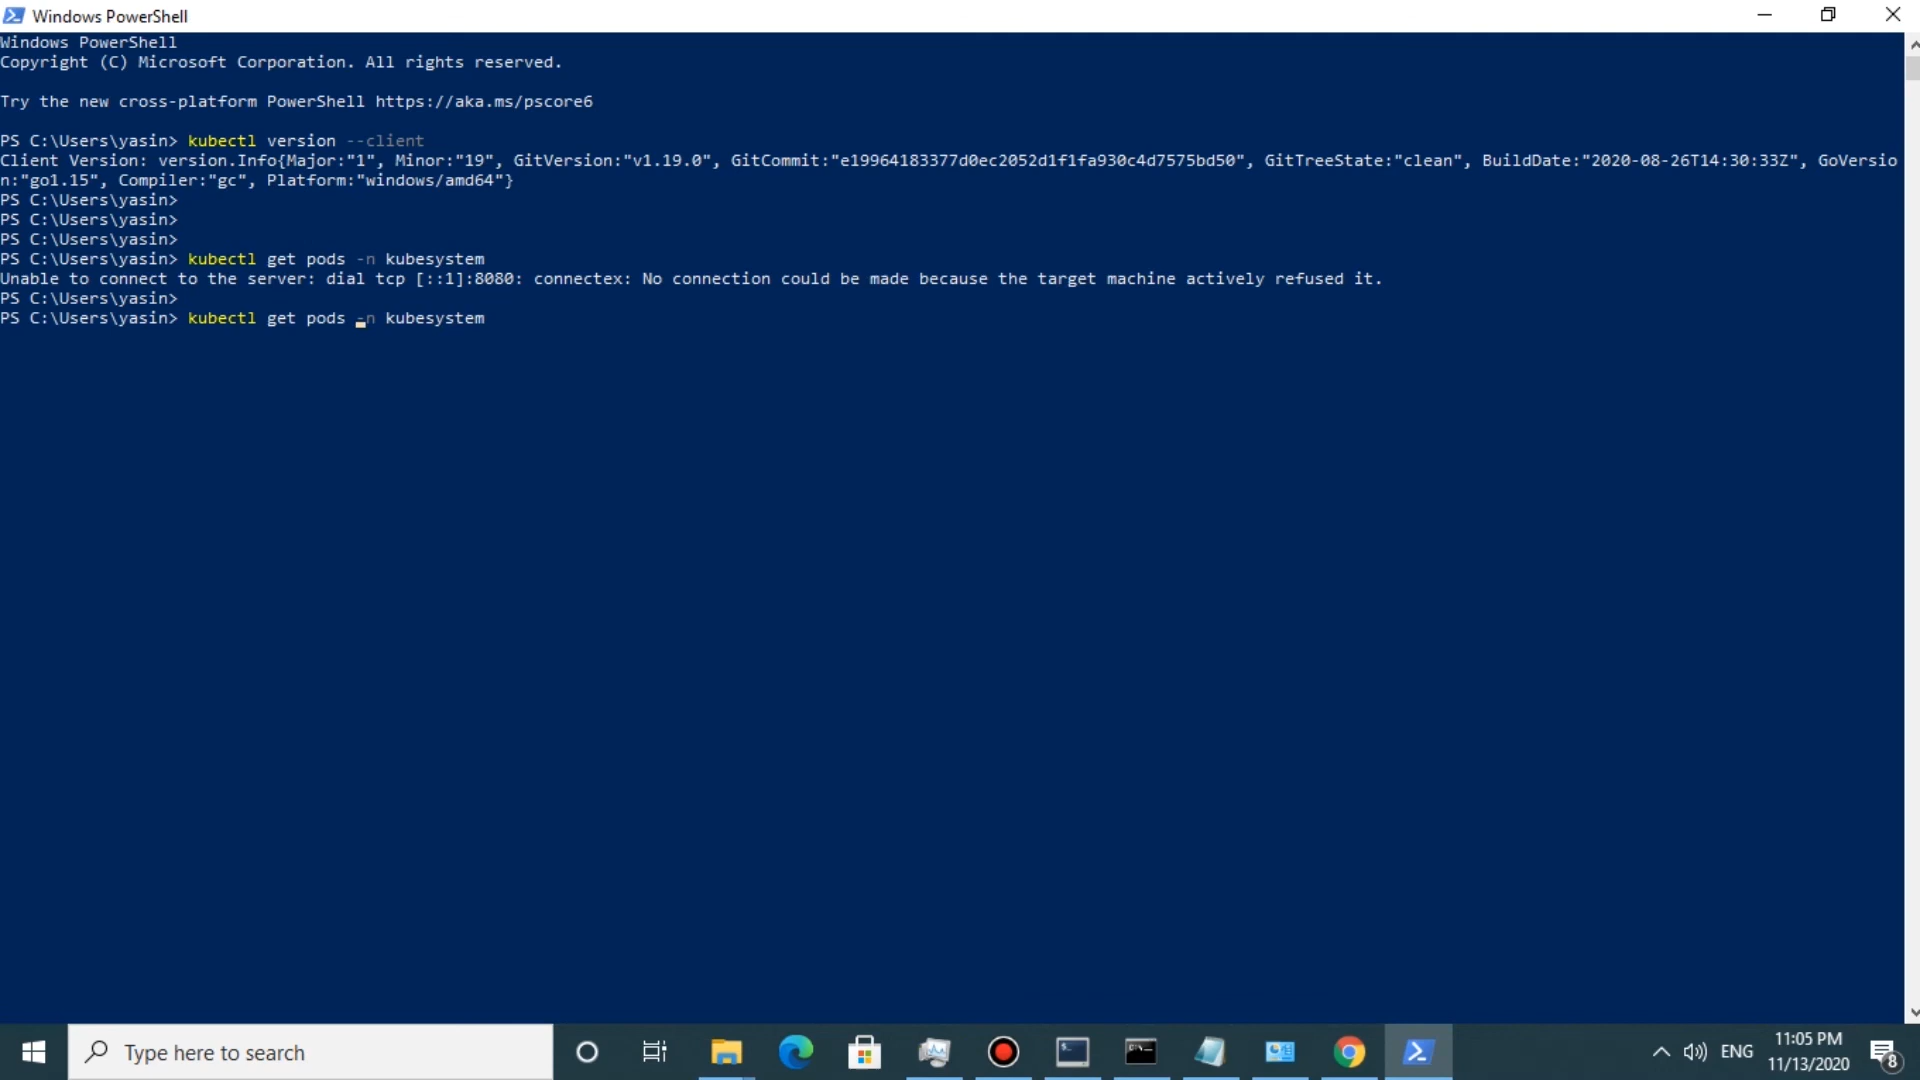 Windows PowerShell
Windows PowerShell
Copyright (C) Microsoft Corporation. All rights reserved.
Try the new cross-platform PowerShell https://aka.ms/pscore6
PS C:\Users\yasin> kubectl version --client
Client Version: version.Info{Major:"1", Minor:"19", GitVersion:"v1.19.0", GitCommit:"e19964183377d0ec2052d1f1fa930c4d7575bd50", GitTreeState:"clean", BuildDate:"2020-08-26T14:30:33Z", GoVersio
n:"go1.15", Compiler:"gc", Platform:"windows/amd64"}
PS C:\Users\yasin>
PS C:\Users\yasin>
PS C:\Users\yasin>
PS C:\Users\yasin> kubectl get pods -n kubesystem
Unable to connect to the server: dial tcp [::1]:8080: connectex: No connection could be made because the target machine actively refused it.
PS C:\Users\yasin>
PS C:\Users\yasin> kubectl get pods -n kubesystem
Type here to search
ENG
11:05 PM
11/13/2020
8